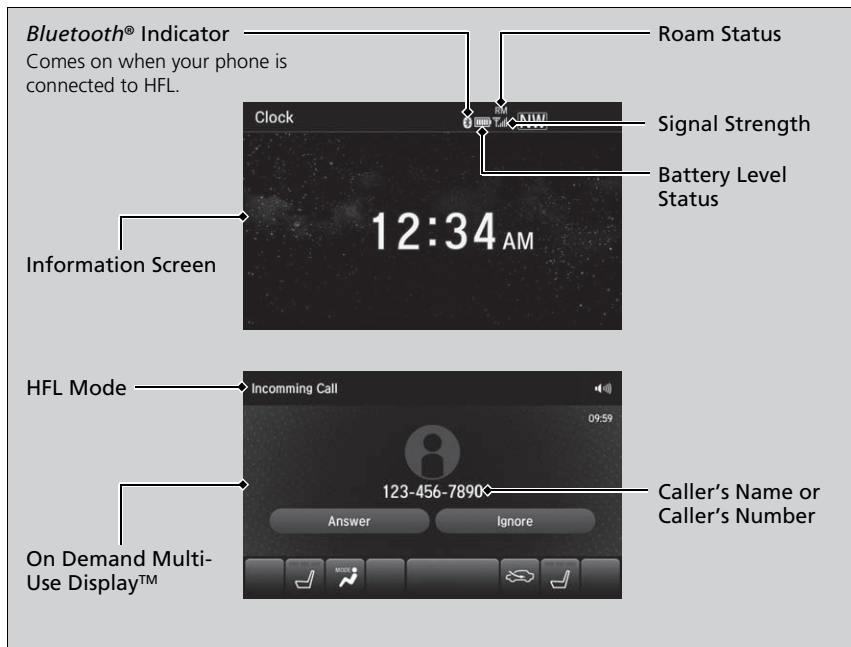 Bluetooth® Indicator
Comes on when your phone is
connected to HFL.
Roam Status
Signal Strength
Battery Level
Status
Clock
RM
NW
12:34 AM
Information Screen
HFL Mode
Incomming Call
09:59
123-456-7890
Answer
Ignore
MODE
Caller's Name or
Caller's Number
On Demand Multi-
Use Display™